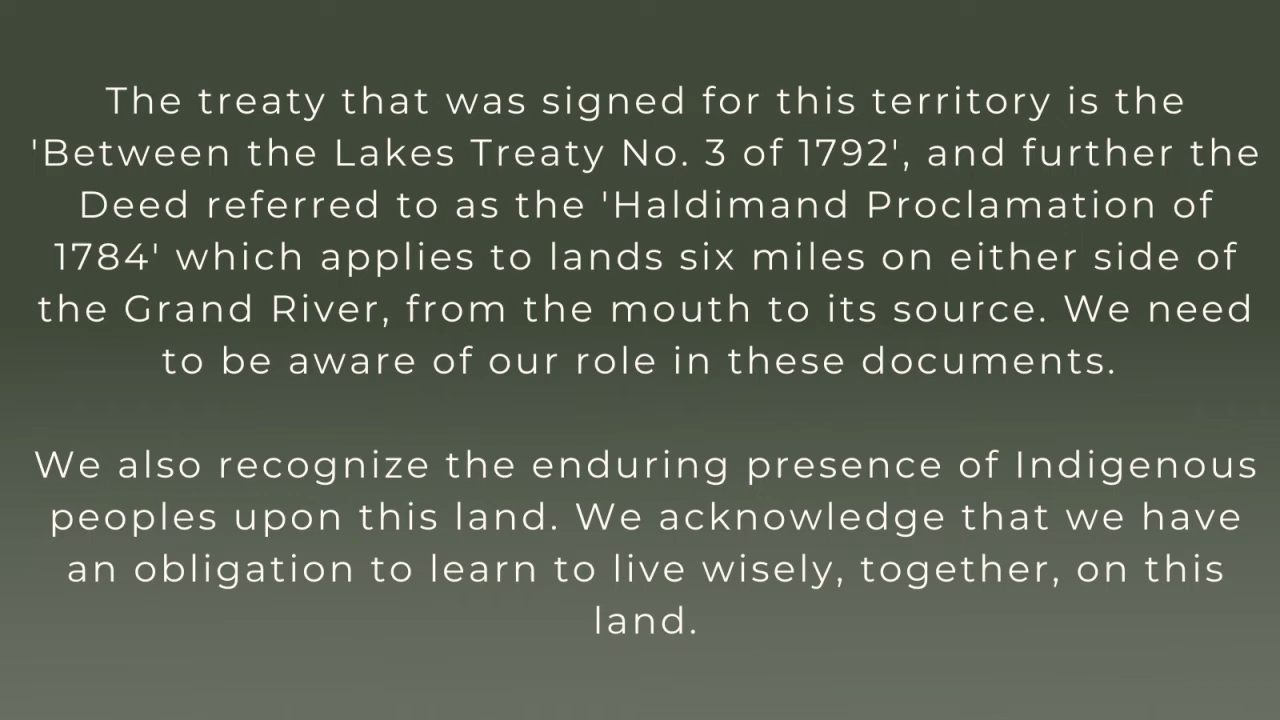 The treaty that was signed for this territory is the
'Between the Lakes Treaty No. 3 of 1792', and further the
Deed referred to as the 'Haldimand Proclamation of
1784' which applies to lands six miles on either side of
the Grand River, from the mouth to its source. We need
to be aware of our role in these documents.
We also recognize the enduring presence of Indigenous
peoples upon this land. We acknowledge that we have
an obligation to learn to live wisely, together, on this
land.